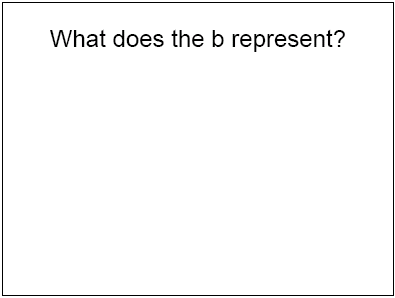 What does the b represent?